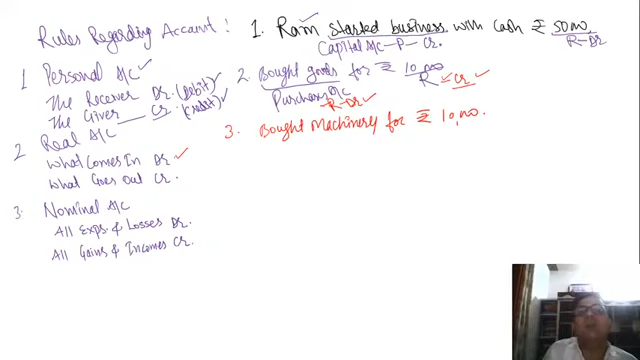 Rules Regarding Account!
1 Personal A/C
The Receiver Dr. (Debit)
The Giver Cr. (Credit)
2 Real A/C
What Comes In Dr
What Goes Out Cr.
3. Nominal A/C
All Exps. & Losses Dr.
All Gains & Incomes Cr.
1. Ram started business with cash ₹ 5000
Capital A/C - P - Cr.
R - Dr
2. Bought goods for ₹ 10,000
R - Cr
Purchases A/C
R - Dr
3. Bought Machinery for ₹ 10,000.